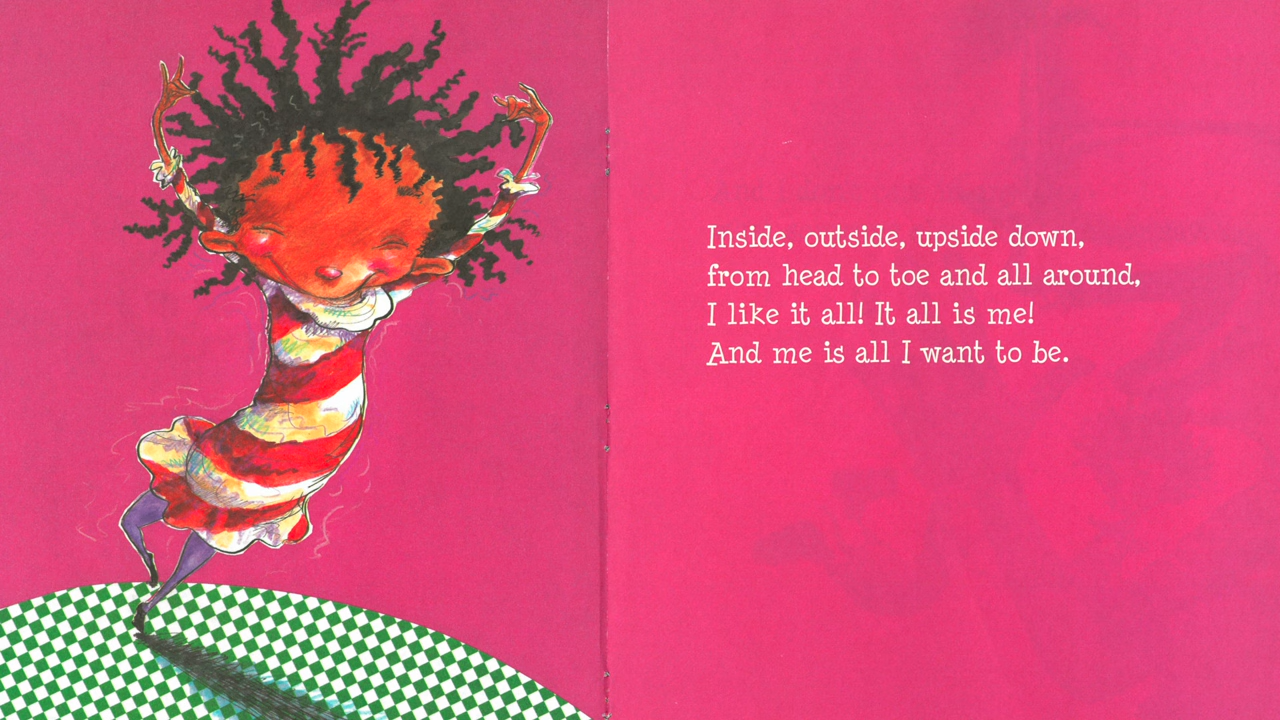 Inside, outside, upside down,
from head to toe and all around,
I like it all! It all is me!
And me is all I want to be.